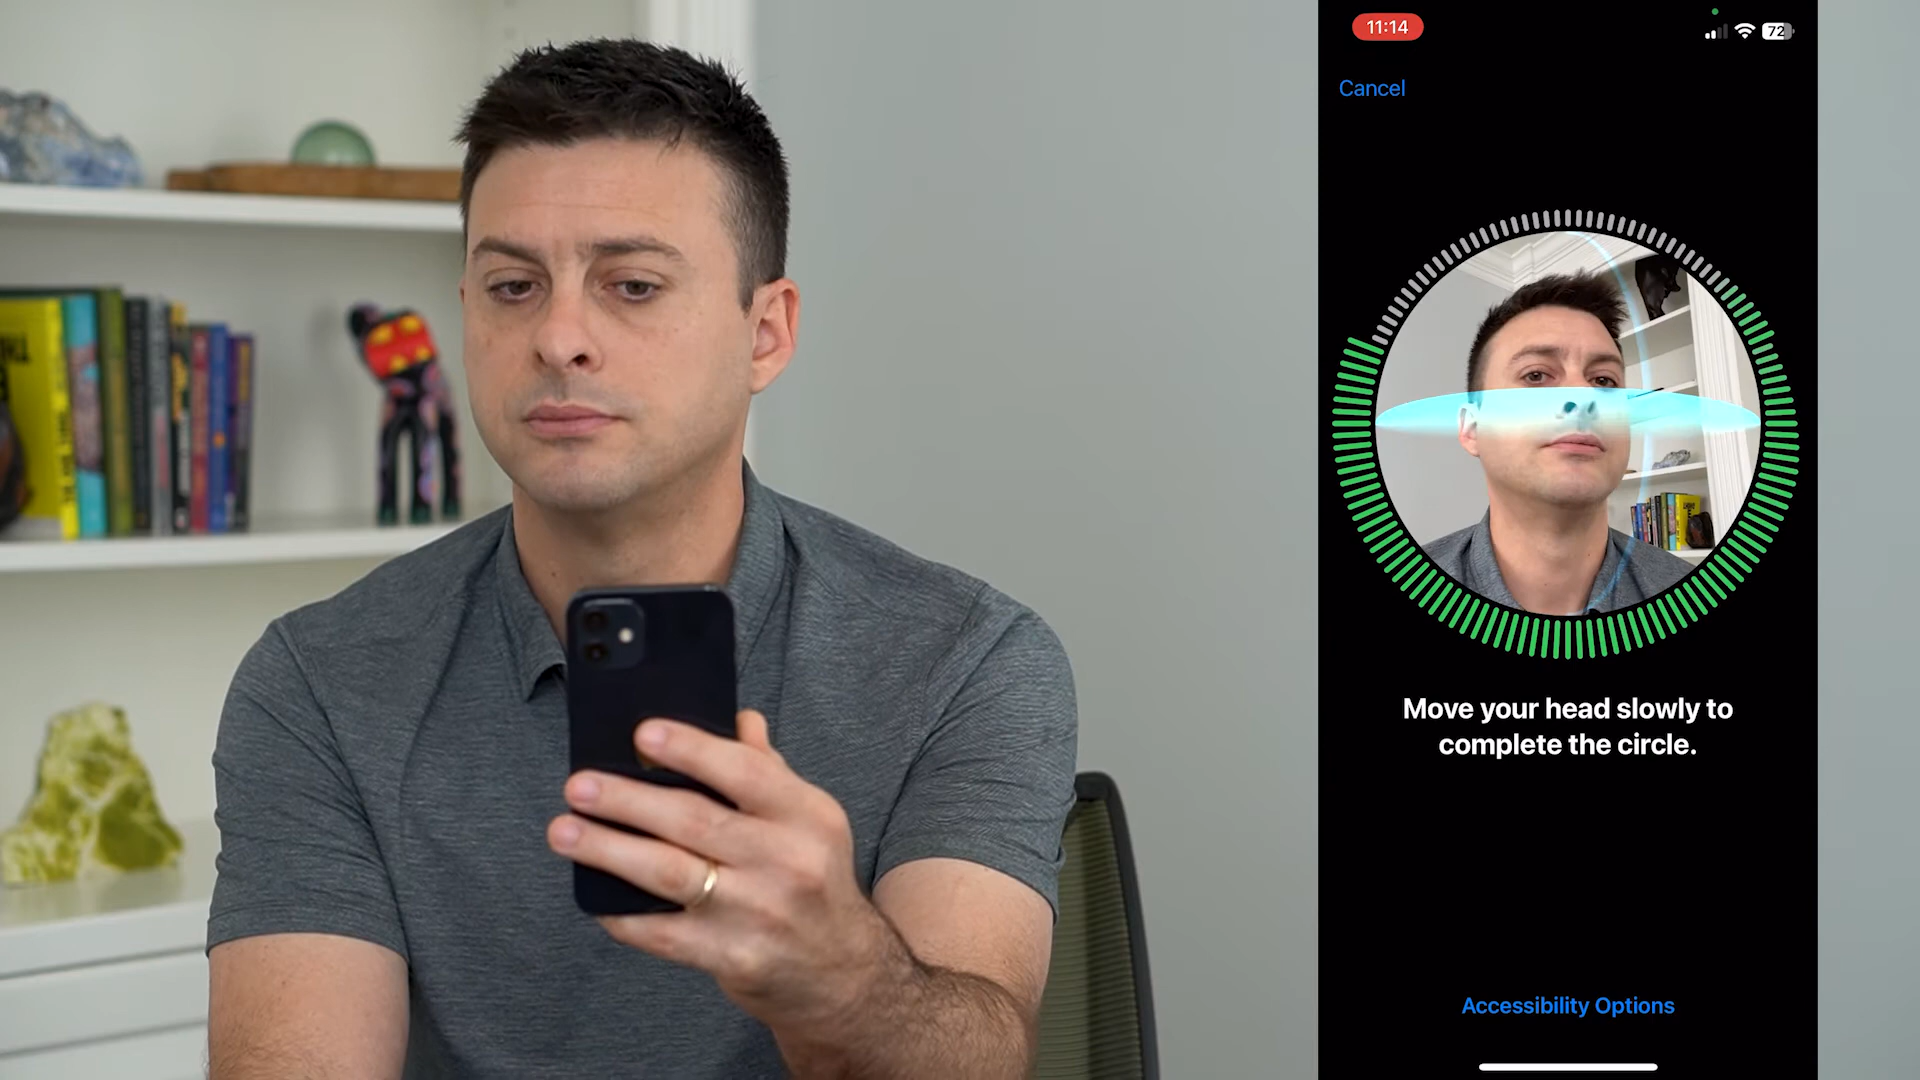 11:14
72
Cancel
Move your head slowly to
complete the circle.
Accessibility Options